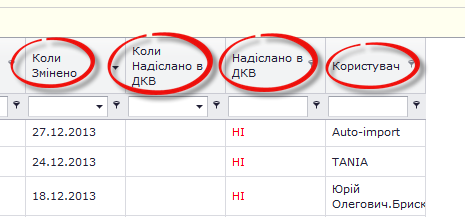 Коли Змінено
Коли Надіслано в ДКВ
Надіслано в ДКВ
Користувач
27.12.2013 НІ Auto-import
24.12.2013 НІ TANIA
18.12.2013 НІ Юрій Олегович.Бриск